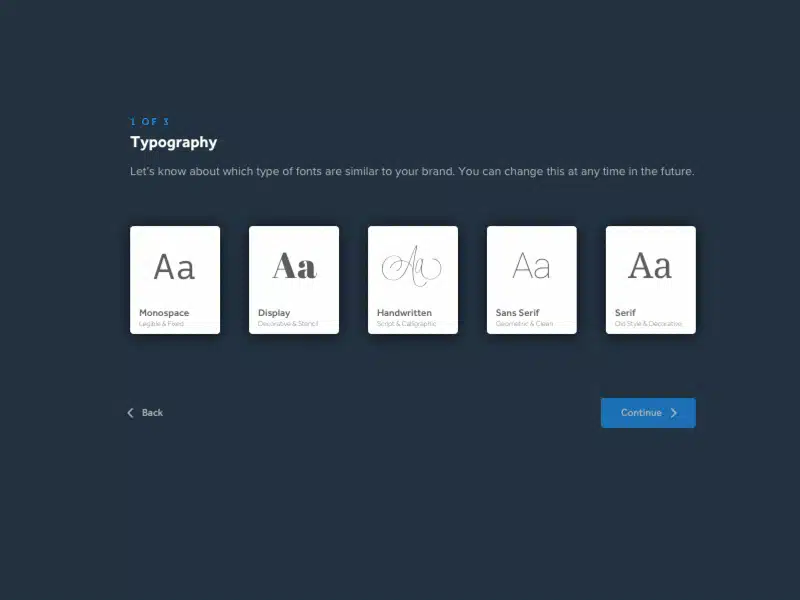 1 OF 3
Typography
Let's know about which type of fonts are similar to your brand. You can change this at any time in the future.
Aa
Aa
Aa
Aa
Aa
Monospace
Display
Handwritten
Sans Serif
Serif
Legible & Fixed
Decorative & Stencil
Script & Calligraphic
Geometric & Clean
Old Style & Decorative
Back
Continue